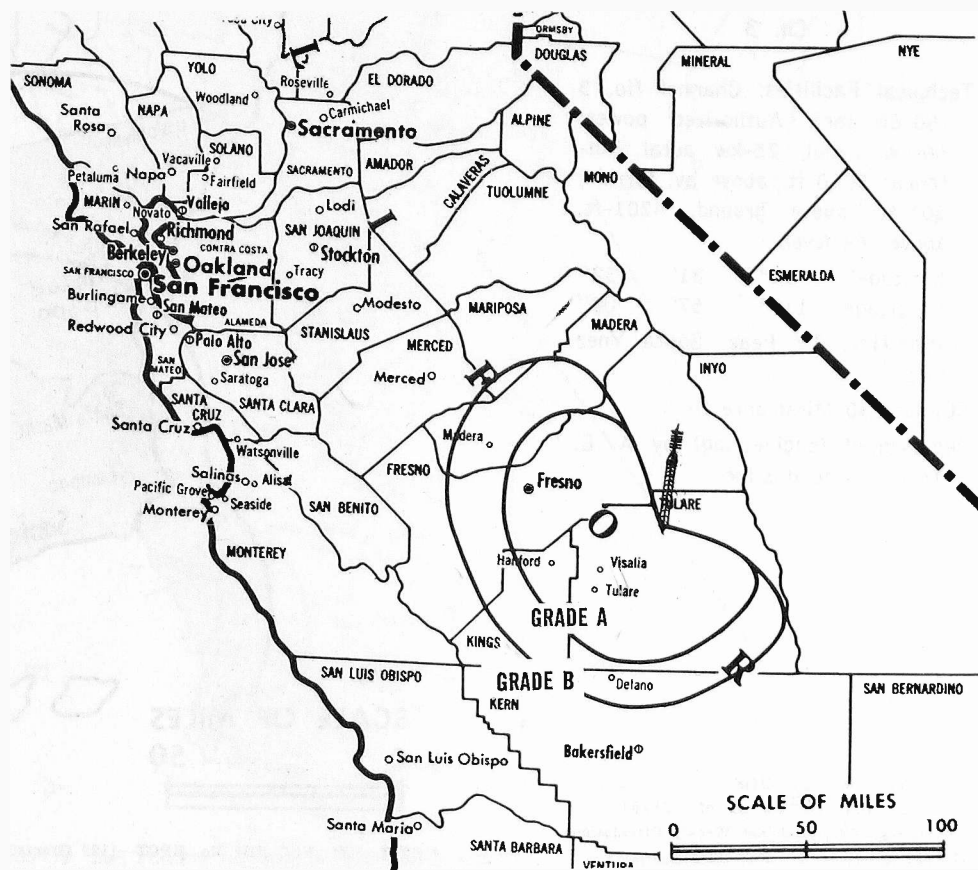 ORMSBY
DOUGLAS
MINERAL
NYE
SONOMA
YOLO
Roseville
EL DORADO
Woodland
Carmichael
Santa Rosa
NAPA
Sacramento
ALPINE
SOLANO
Vacaville
AMADOR
Petaluma
Napa
Fairfield
SACRAMENTO
CALAVERAS
MONO
TUOLUMNE
MARIN
Vallejo
Lodi
Novato
San Rafael
Richmond
SAN JOAQUIN
CONTRA COSTA
Stockton
Berkeley
Oakland
SAN FRANCISCO
San Francisco
Tracy
ESMERALDA
Burlingame
San Mateo
Modesto
MARIPOSA
Redwood City
ALAMEDA
STANISLAUS
MADERA
Palo Alto
MERCED
San Jose
INYO
SAN MATEO
Saratoga
Merced
SANTA CRUZ
SANTA CLARA
Santa Cruz
Madera
Watsonville
FRESNO
Salinas
Alisal
Fresno
Pacific Grove
Seaside
SAN BENITO
TULARE
Monterey
MONTEREY
Hanford
Visalia
Tulare
GRADE A
KINGS
SAN LUIS OBISPO
GRADE B
Delano
SAN BERNARDINO
KERN
Bakersfield
San Luis Obispo
SCALE OF MILES
Santa Maria
0 50 100
SANTA BARBARA
VENTURA